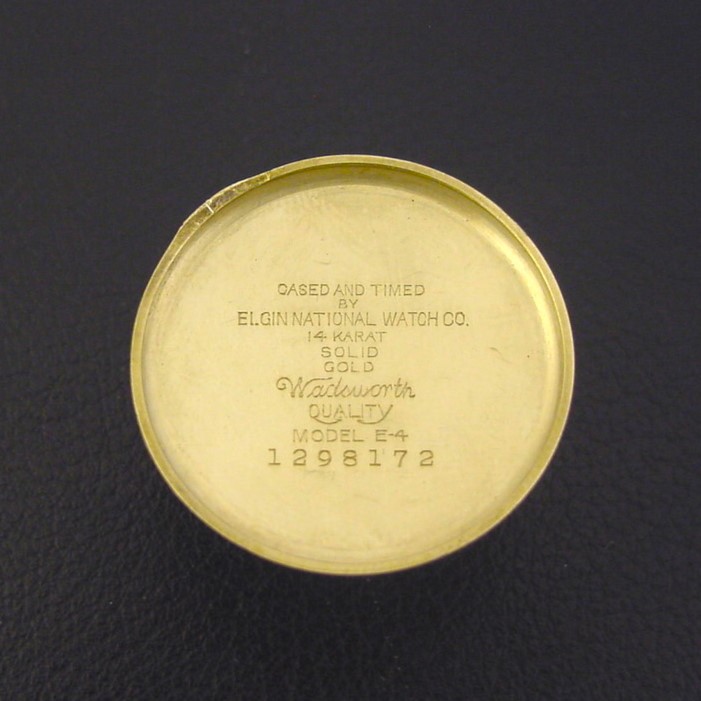 CASED AND TIMED
BY
ELGIN NATIONAL WATCH CO.
14 KARAT
SOLID
GOLD
Wadsworth
QUALITY
MODEL E-4
1298172